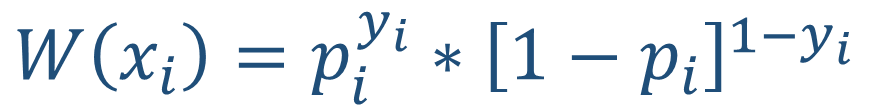 W(x_i) = p_i^{y_i} * [1 − p_i]^{1−y_i}